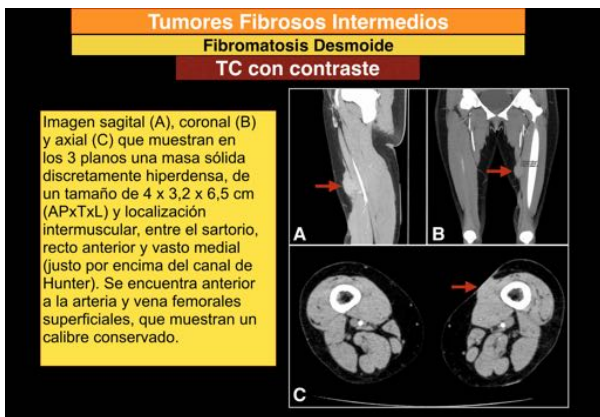 Tumores Fibrosos Intermedios
Fibromatosis Desmoide
TC con contraste
Imagen sagital (A), coronal (B)
y axial (C) que muestran en
los 3 planos una masa sólida
discretamente hiperdensa, de
un tamaño de 4 x 3,2 x 6,5 cm
(APxTxL) y localización
intermuscular, entre el sartorio,
recto anterior y vasto medial
(justo por encima del canal de
Hunter). Se encuentra anterior
a la arteria y vena femorales
superficiales, que muestran un
calibre conservado.
A
B
C